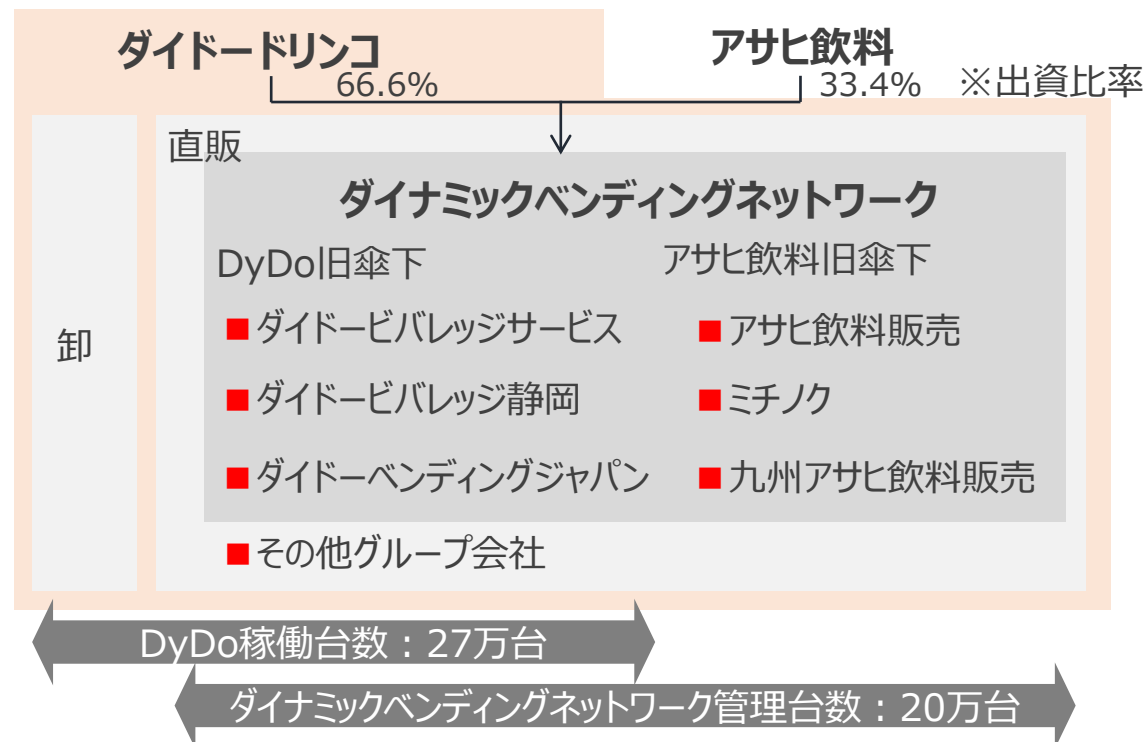 ダイドードリンコ
アサヒ飲料
66.6%
33.4% ※出資比率
卸
直販
ダイナミックベンディングネットワーク
DyDo旧傘下
■ダイドービバレッジサービス
■ダイドービバレッジ静岡
■ダイドーベンディングジャパン
アサヒ飲料旧傘下
■アサヒ飲料販売
■ミチノク
■九州アサヒ飲料販売
■その他グループ会社
DyDo稼働台数：27万台
ダイナミックベンディングネットワーク管理台数：20万台